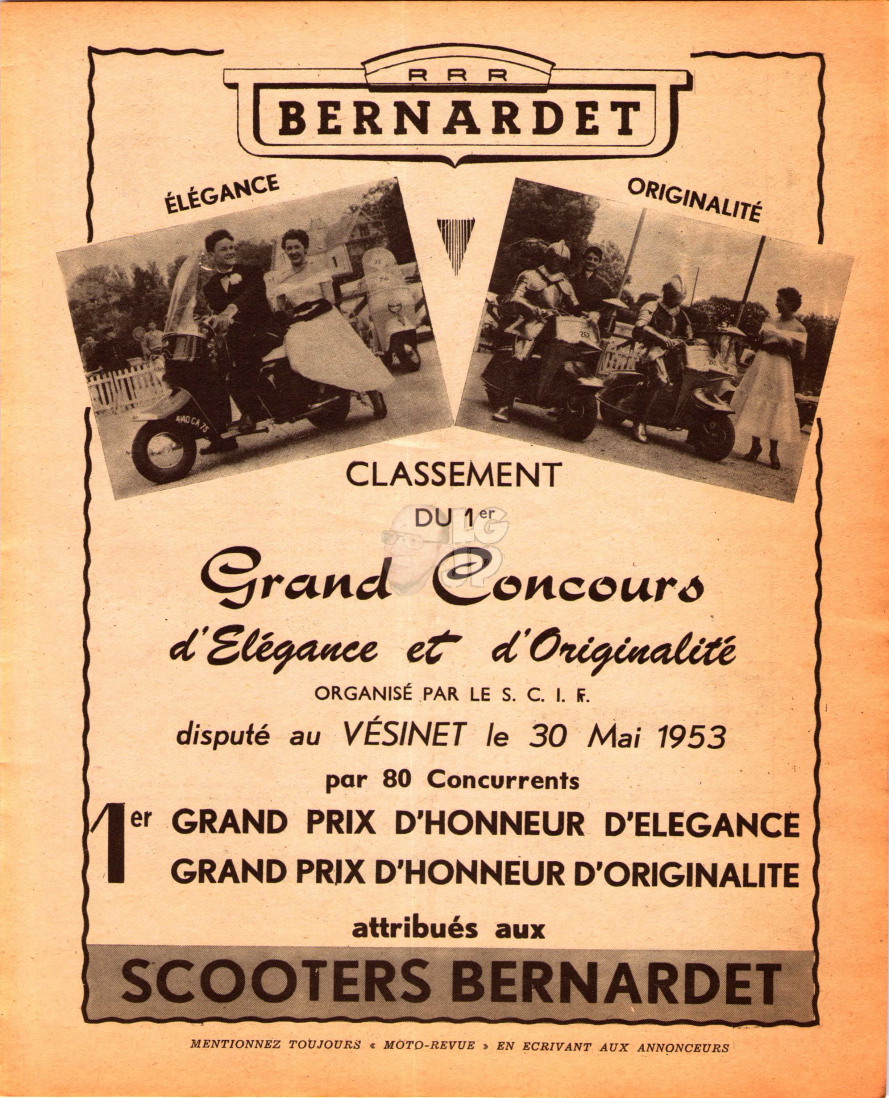 RRR
BERNARDET
ÉLÉGANCE
ORIGINALITÉ
CLASSEMENT
DU 1er
Grand Concours
d'Elégance et d'Originalité
ORGANISÉ PAR LE S. C. I. F.
disputé au VÉSINET le 30 Mai 1953
par 80 Concurrents
1er GRAND PRIX D'HONNEUR D'ELEGANCE
GRAND PRIX D'HONNEUR D'ORIGINALITE
attribués aux
SCOOTERS BERNARDET
MENTIONNEZ TOUJOURS « MOTO-REVUE » EN ECRIVANT AUX ANNONCEURS